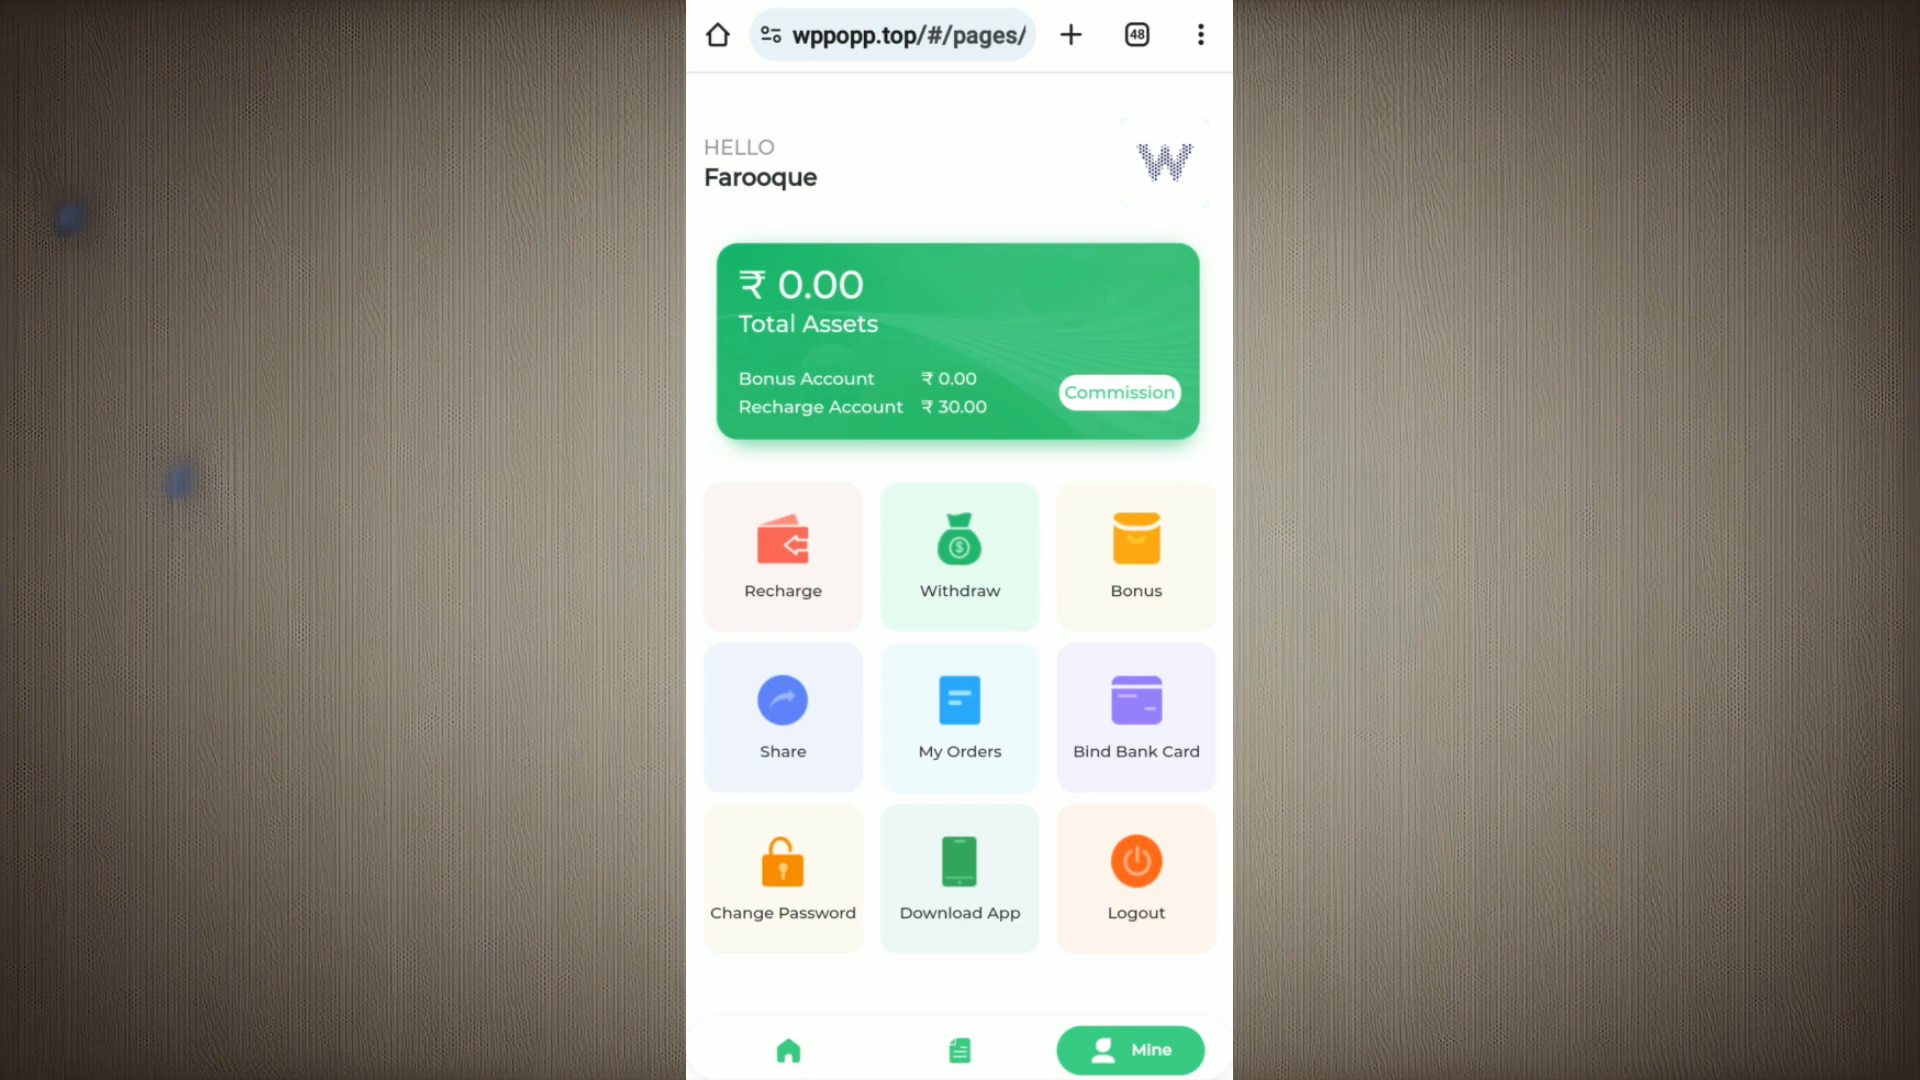 wppopp.top/#/pages/
48
HELLO
Farooque
W
₹ 0.00
Total Assets
Bonus Account ₹ 0.00
Recharge Account ₹ 30.00
Commission
Recharge Withdraw Bonus
Share My Orders Bind Bank Card
Change Password Download App Logout
Mine